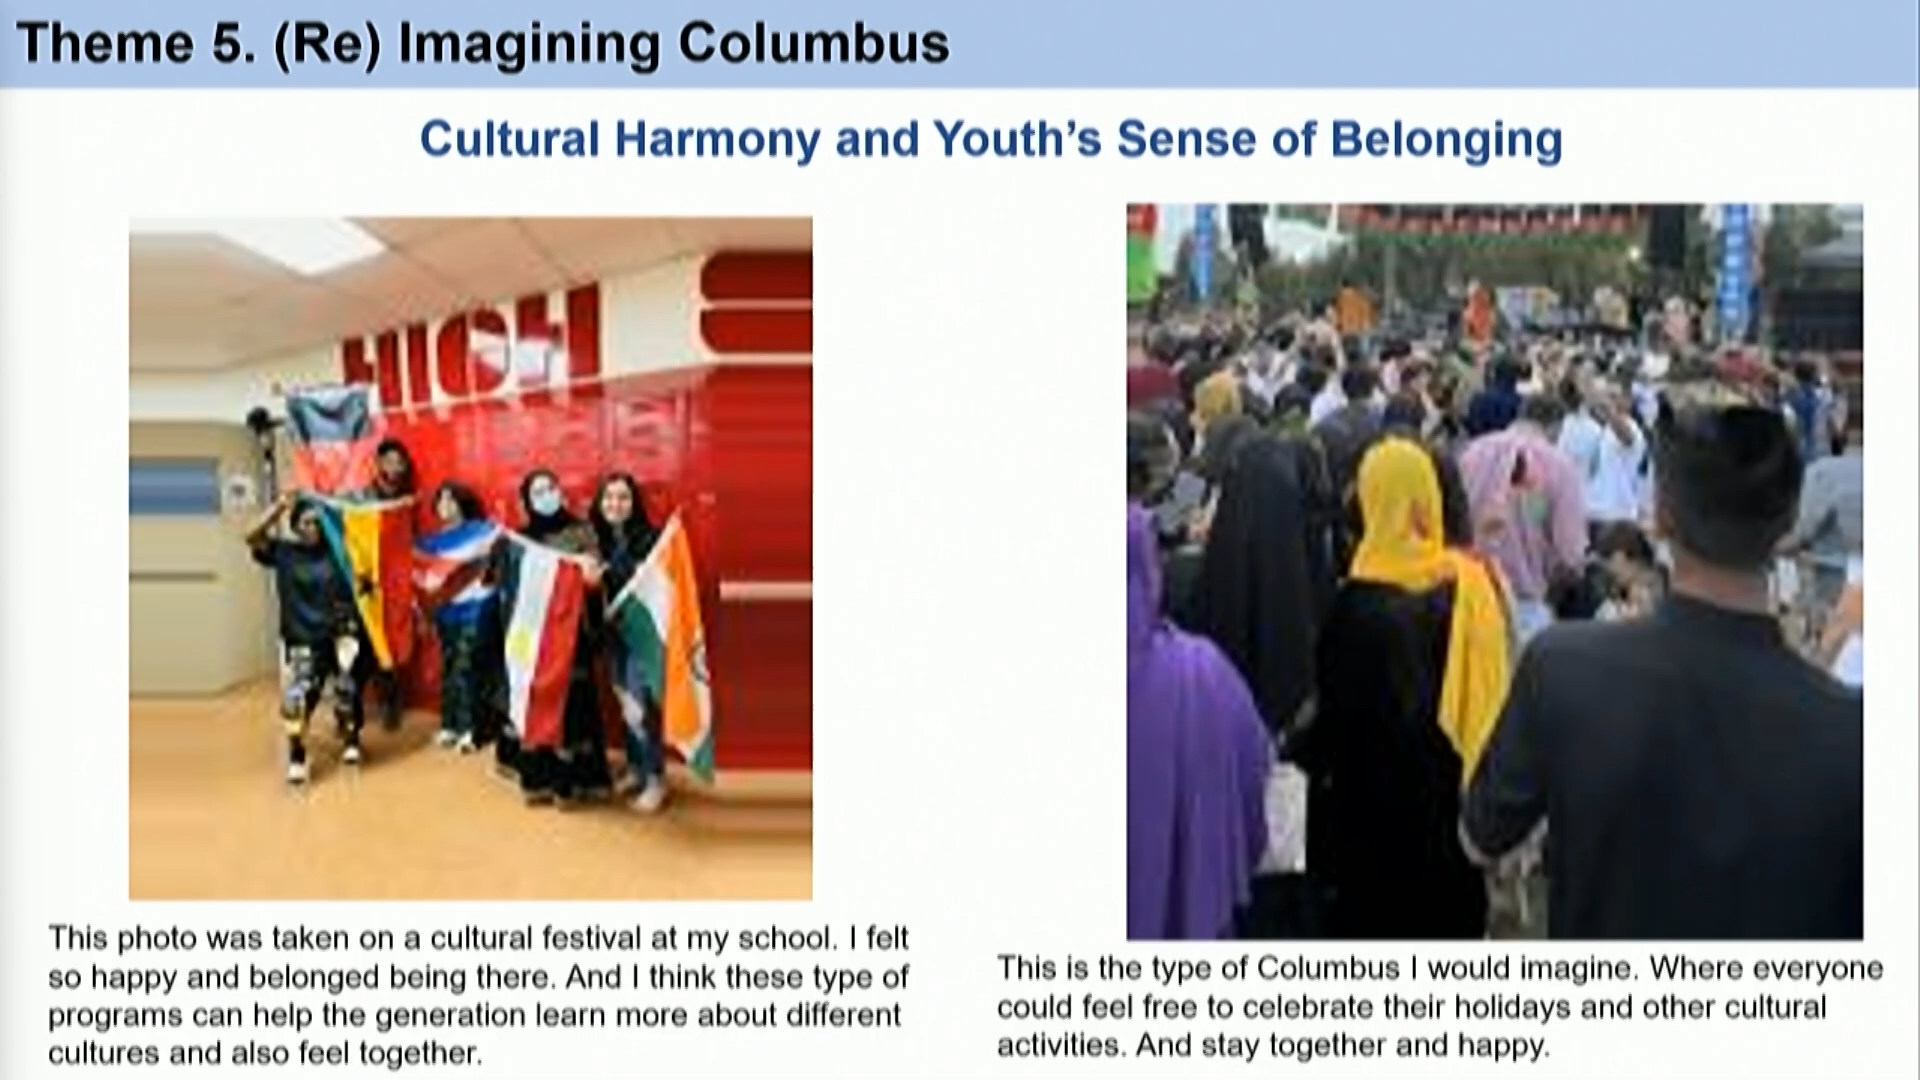 Theme 5. (Re) Imagining Columbus
Cultural Harmony and Youth's Sense of Belonging
HIGH
This photo was taken on a cultural festival at my school. I felt
so happy and belonged being there. And I think these type of
programs can help the generation learn more about different
cultures and also feel together.
This is the type of Columbus I would imagine. Where everyone
could feel free to celebrate their holidays and other cultural
activities. And stay together and happy.